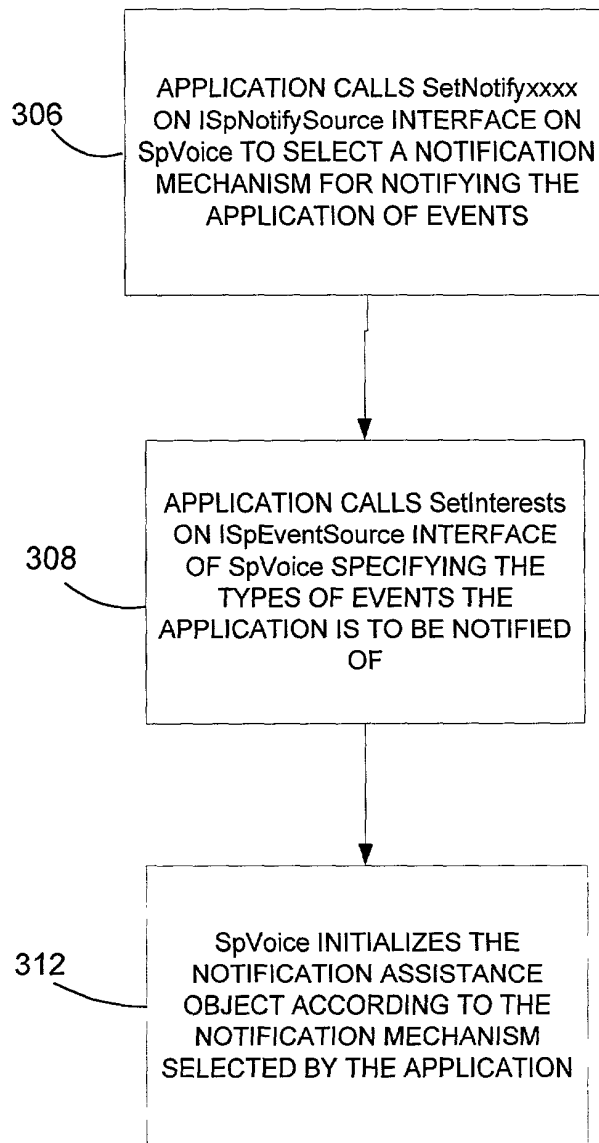 306
APPLICATION CALLS SetNotifyxxxx
ON ISpNotifySource INTERFACE ON
SpVoice TO SELECT A NOTIFICATION
MECHANISM FOR NOTIFYING THE
APPLICATION OF EVENTS
308
APPLICATION CALLS SetInterests
ON ISpEventSource INTERFACE
OF SpVoice SPECIFYING THE
TYPES OF EVENTS THE
APPLICATION IS TO BE NOTIFIED
OF
312
SpVoice INITIALIZES THE
NOTIFICATION ASSISTANCE
OBJECT ACCORDING TO THE
NOTIFICATION MECHANISM
SELECTED BY THE APPLICATION